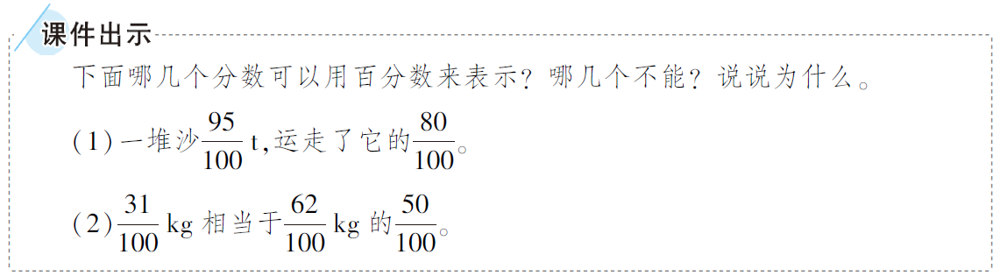 课件出示
下面哪几个分数可以用百分数来表示？哪几个不能？说说为什么。
(1)一堆沙95/100 t,运走了它的80/100。
(2)31/100 kg 相当于62/100 kg 的50/100。